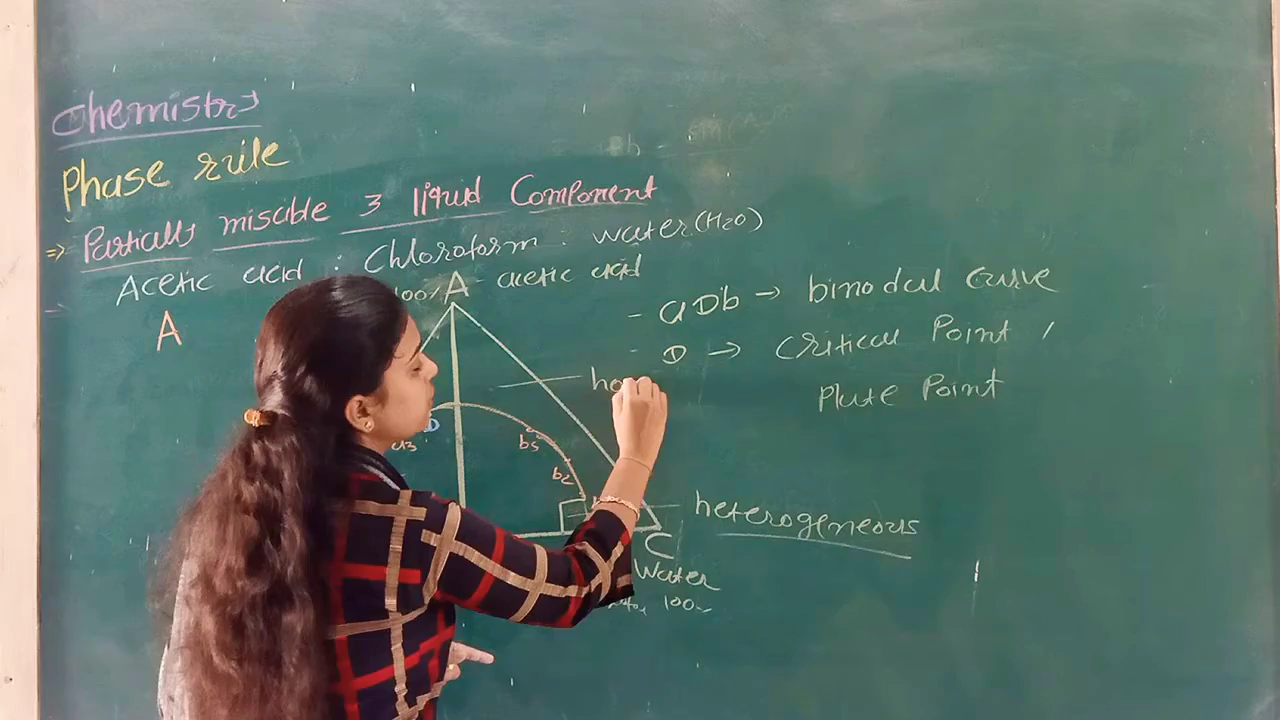 Chemistry
Phase rule
=> Partially miscible 3 liquid Component
Acetic acid : Chloroform : water (H2O)
100% A - acetic acid
A
- aDb → binodal curve
- D → Critical Point /
Plate Point
ho
D
a3
b3
b2
heterogeneous
C
Water
100%